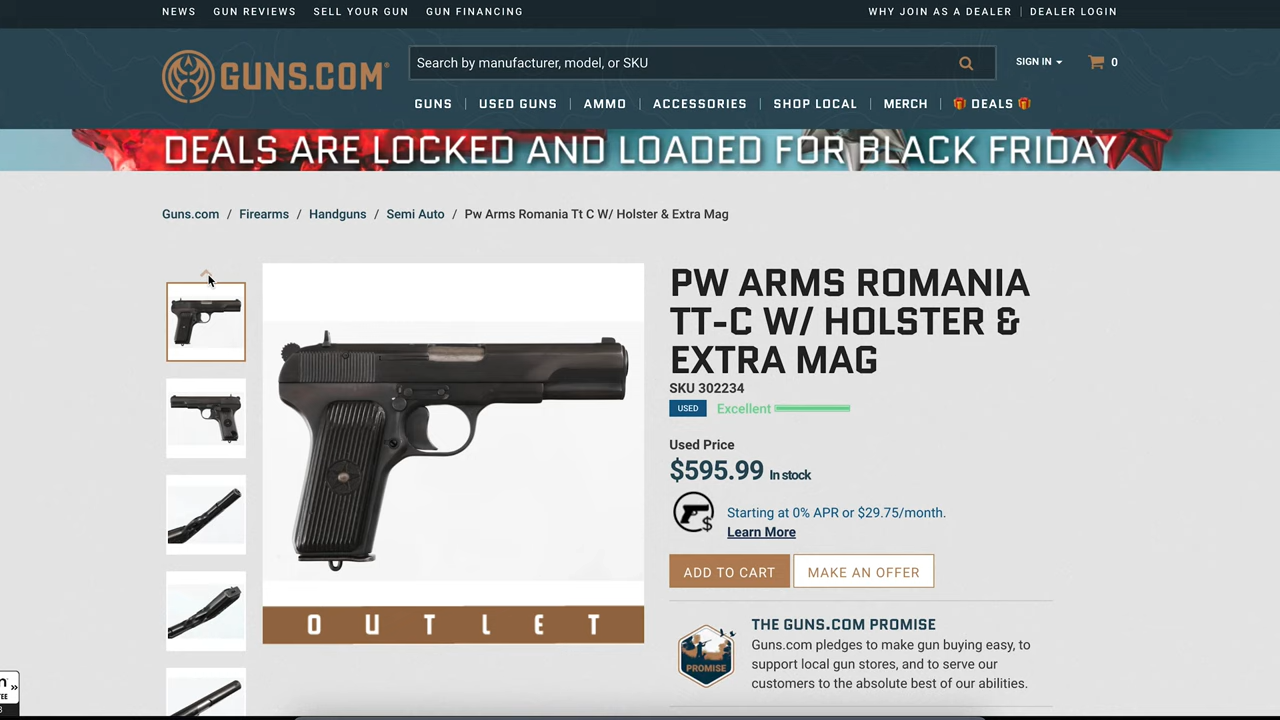 NEWS GUN REVIEWS SELL YOUR GUN GUN FINANCING WHY JOIN AS A DEALER | DEALER LOGIN
GUNS.COM®
Search by manufacturer, model, or SKU
SIGN IN
0
GUNS | USED GUNS | AMMO | ACCESSORIES | SHOP LOCAL | MERCH | DEALS
DEALS ARE LOCKED AND LOADED FOR BLACK FRIDAY
Guns.com / Firearms / Handguns / Semi Auto / Pw Arms Romania Tt C W/ Holster & Extra Mag
PW ARMS ROMANIA
TT-C W/ HOLSTER &
EXTRA MAG
SKU 302234
USED Excellent
Used Price
$595.99 In stock
Starting at 0% APR or $29.75/month.
Learn More
ADD TO CART MAKE AN OFFER
OUTLET
THE GUNS.COM PROMISE
PROMISE
Guns.com pledges to make gun buying easy, to
support local gun stores, and to serve our
customers to the absolute best of our abilities.